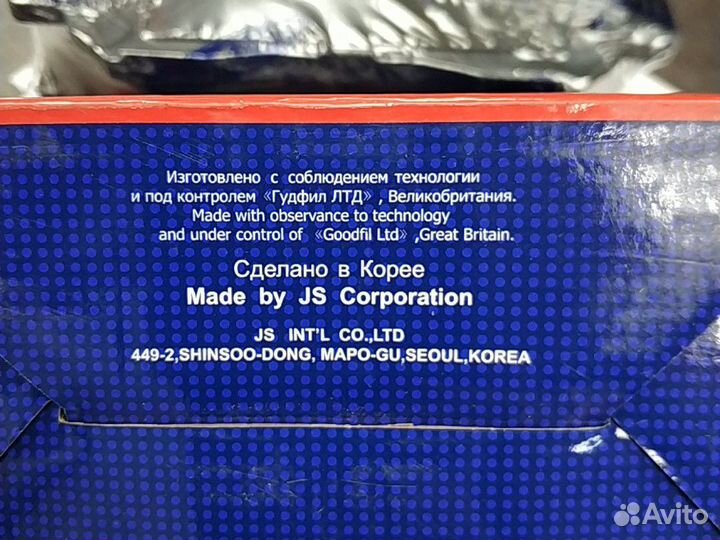 Изготовлено с соблюдением технологии
и под контролем «Гудфил ЛТД» , Великобритания.
Made with observance to technology
and under control of «Goodfil Ltd» ,Great Britain.
Сделано в Корее
Made by JS Corporation
JS INT'L CO.,LTD
449-2,SHINSOO-DONG, MAPO-GU,SEOUL,KOREA
Avito